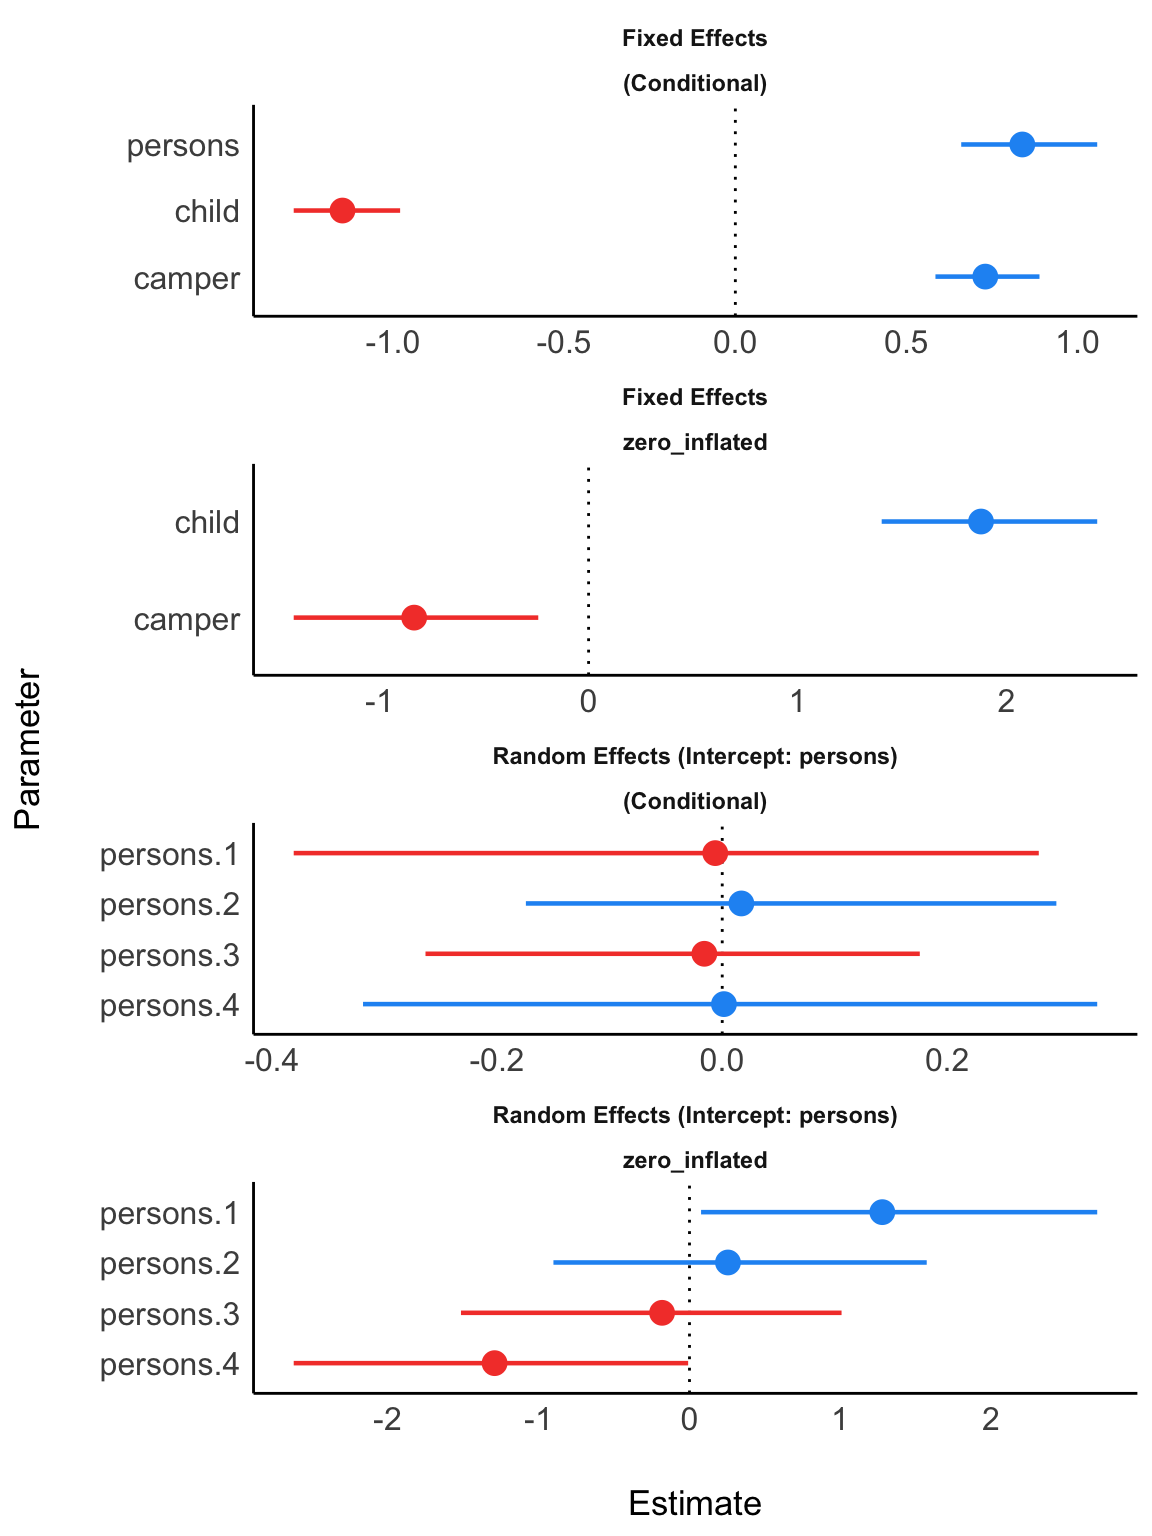 Fixed Effects
(Conditional)
persons
child
camper
-1.0 -0.5 0.0 0.5 1.0
Fixed Effects
zero_inflated
child
camper
-1 0 1 2
Parameter
Random Effects (Intercept: persons)
(Conditional)
persons.1
persons.2
persons.3
persons.4
-0.4 -0.2 0.0 0.2
Random Effects (Intercept: persons)
zero_inflated
persons.1
persons.2
persons.3
persons.4
-2 -1 0 1 2
Estimate